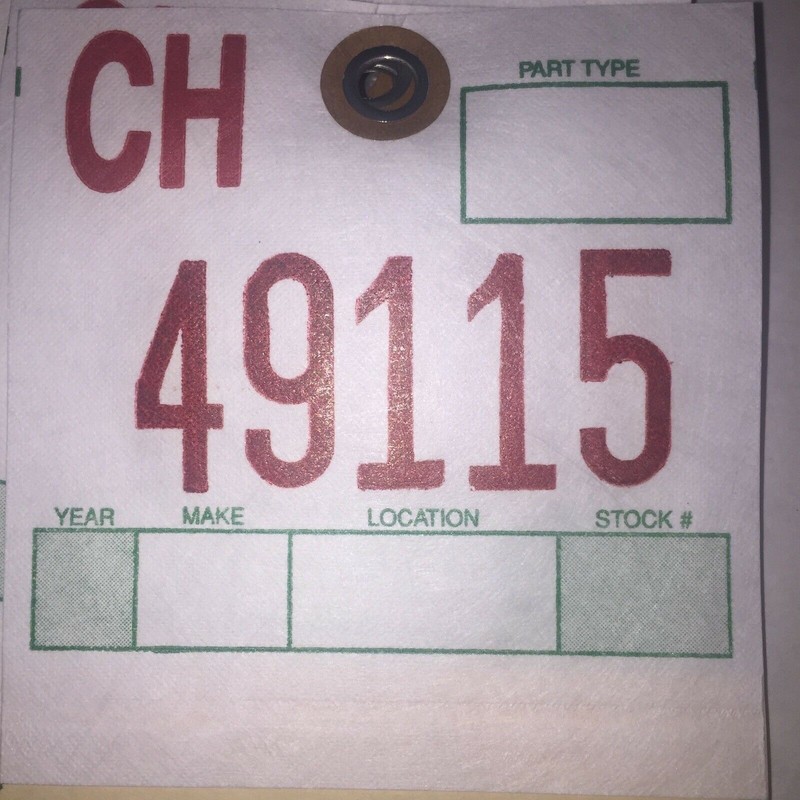 CH
PART TYPE
49115
YEAR MAKE LOCATION STOCK #